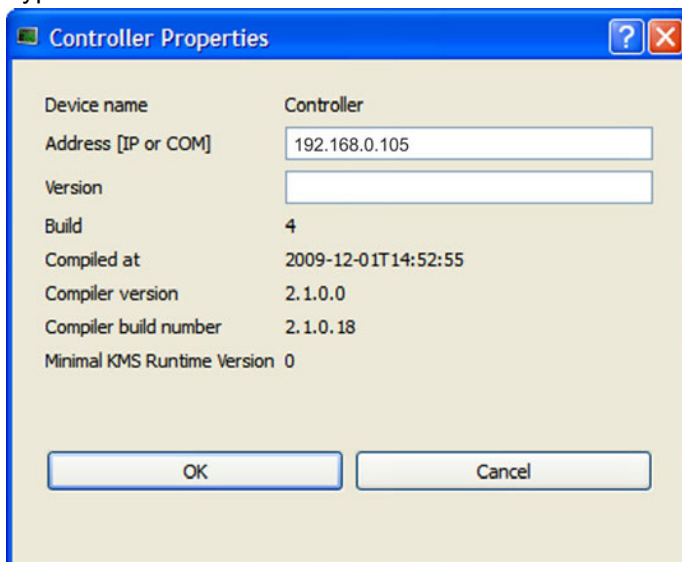 Controller Properties
Device name Controller
Address [IP or COM] 192.168.0.105
Version
Build 4
Compiled at 2009-12-01T14:52:55
Compiler version 2.1.0.0
Compiler build number 2.1.0.18
Minimal KMS Runtime Version 0
OK Cancel